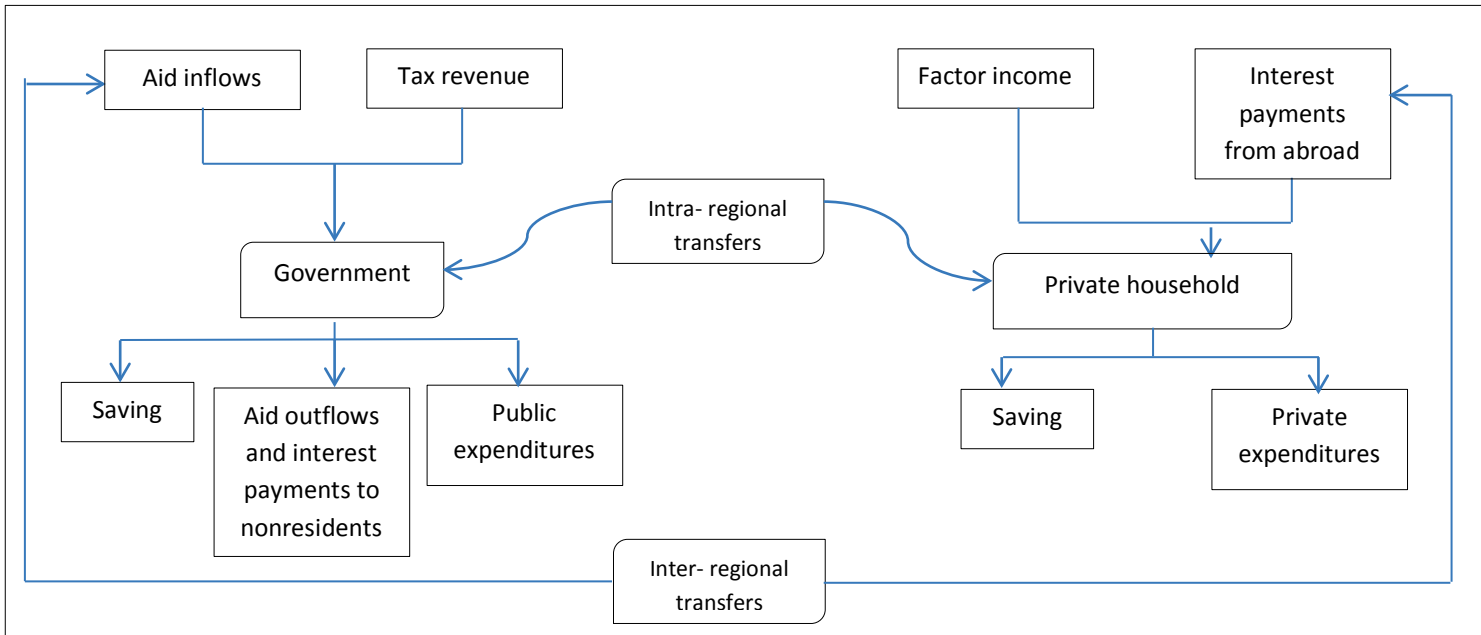 Aid inflows
Tax revenue
Factor income
Interest
payments
from abroad
Intra- regional
transfers
Government
Private household
Saving
Aid outflows
and interest
payments to
nonresidents
Public
expenditures
Saving
Private
expenditures
Inter- regional
transfers